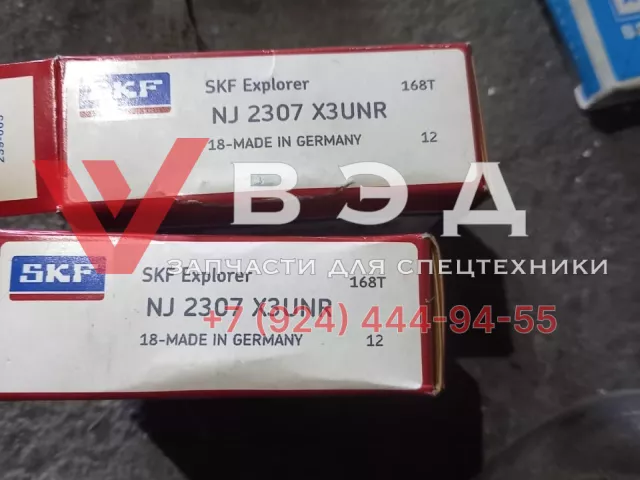 SKF
SKF Explorer 168T
NJ 2307 X3UNR
18-MADE IN GERMANY 12
ВЭД
ЗАПЧАСТИ ДЛЯ СПЕЦТЕХНИКИ
SKF
SKF Explorer 168T
NJ 2307 X3UNR
+7 (924) 444-94-55
18-MADE IN GERMANY 12